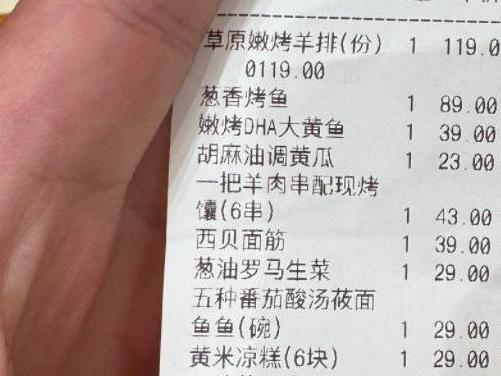 草原嫩烤羊排(份) 1 119.0
0119.00
葱香烤鱼 1 89.00
嫩烤DHA大黄鱼 1 39.00
胡麻油调黄瓜 1 23.00
一把羊肉串配现烤
馕(6串) 1 43.00
西贝面筋 1 39.00
葱油罗马生菜 1 29.00
五种番茄酸汤莜面
鱼鱼(碗) 1 29.00
黄米凉糕(6块) 1 29.00